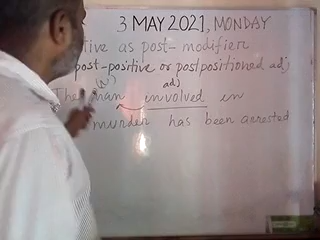 3 MAY 2021, MONDAY
tive as post-modifier
post-positive or postpositioned adj
(N) adj
The man involved in
murder has been arrested